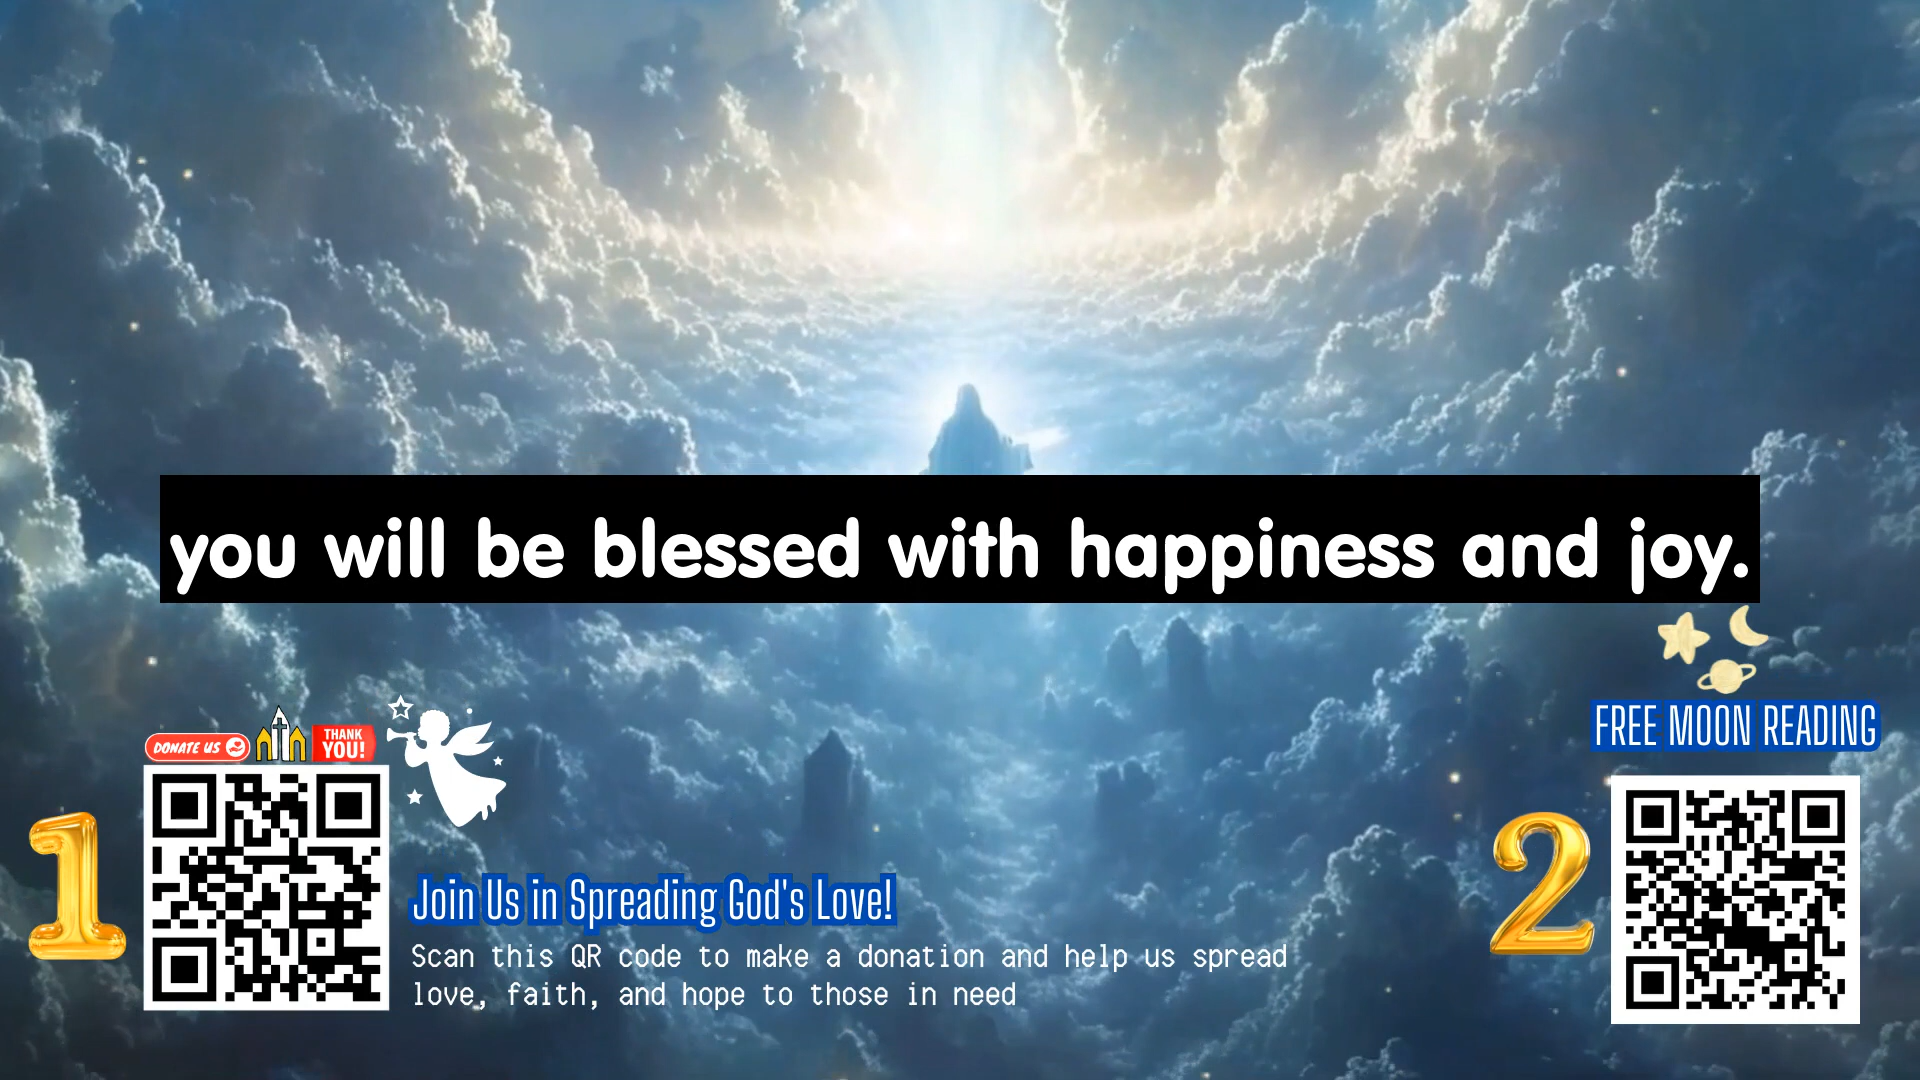 you will be blessed with happiness and joy.
FREE MOON READING
DONATE US
THANK
YOU!
1
2
Join Us in Spreading God's Love!
Scan this QR code to make a donation and help us spread
love, faith, and hope to those in need